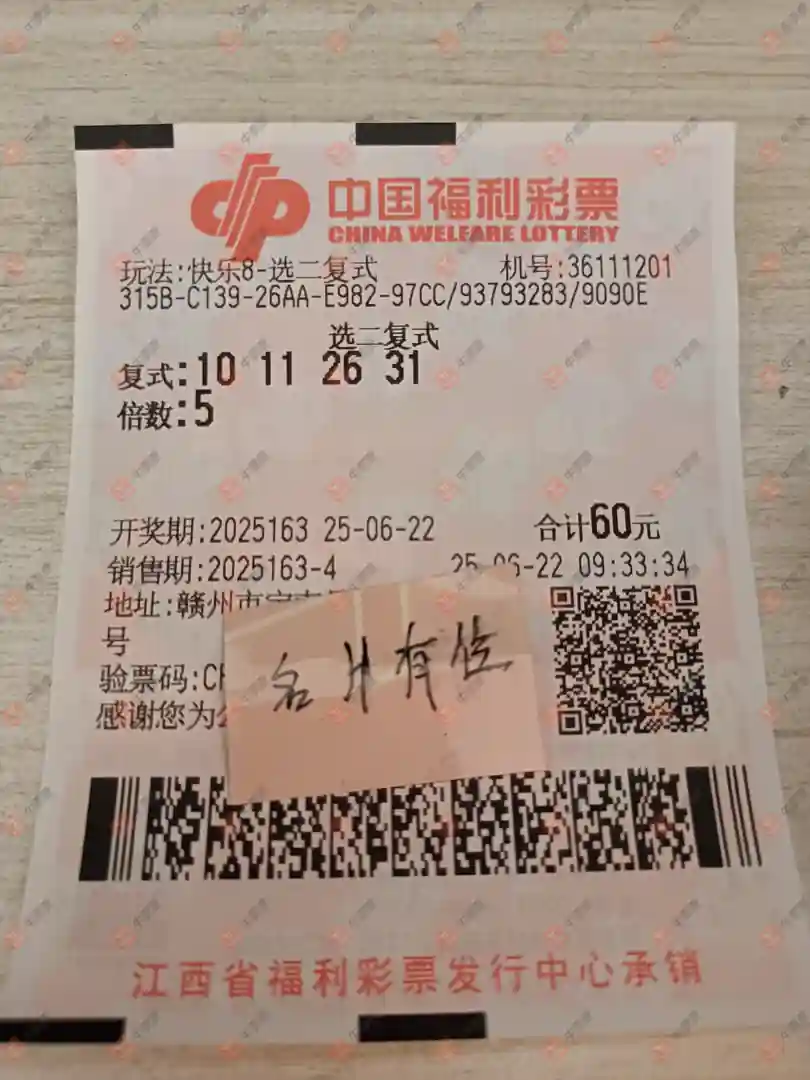 中国福利彩票
CHINA WELFARE LOTTERY
玩法:快乐8-选二复式 机号:36111201
315B-C139-26AA-E982-97CC/93793283/9090E
选二复式
复式:10 11 26 31
倍数:5
开奖期:2025163 25-06-22 合计60元
销售期:2025163-4 25-06-22 09:33:34
地址:赣州市
号
验票码:
感谢您为
名片有位
江西省福利彩票发行中心承销